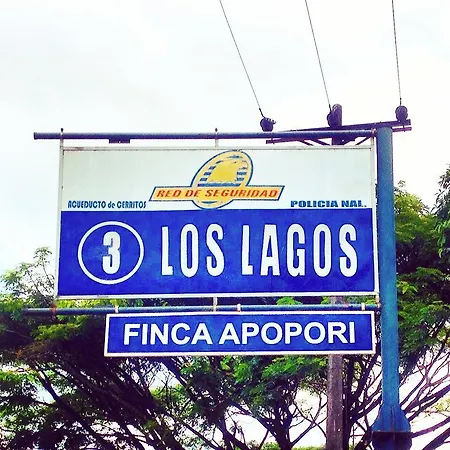 RED DE SEGURIDAD
ACUEDUCTO de CERRITOS POLICIA NAL.
3 LOS LAGOS
FINCA APOPORI